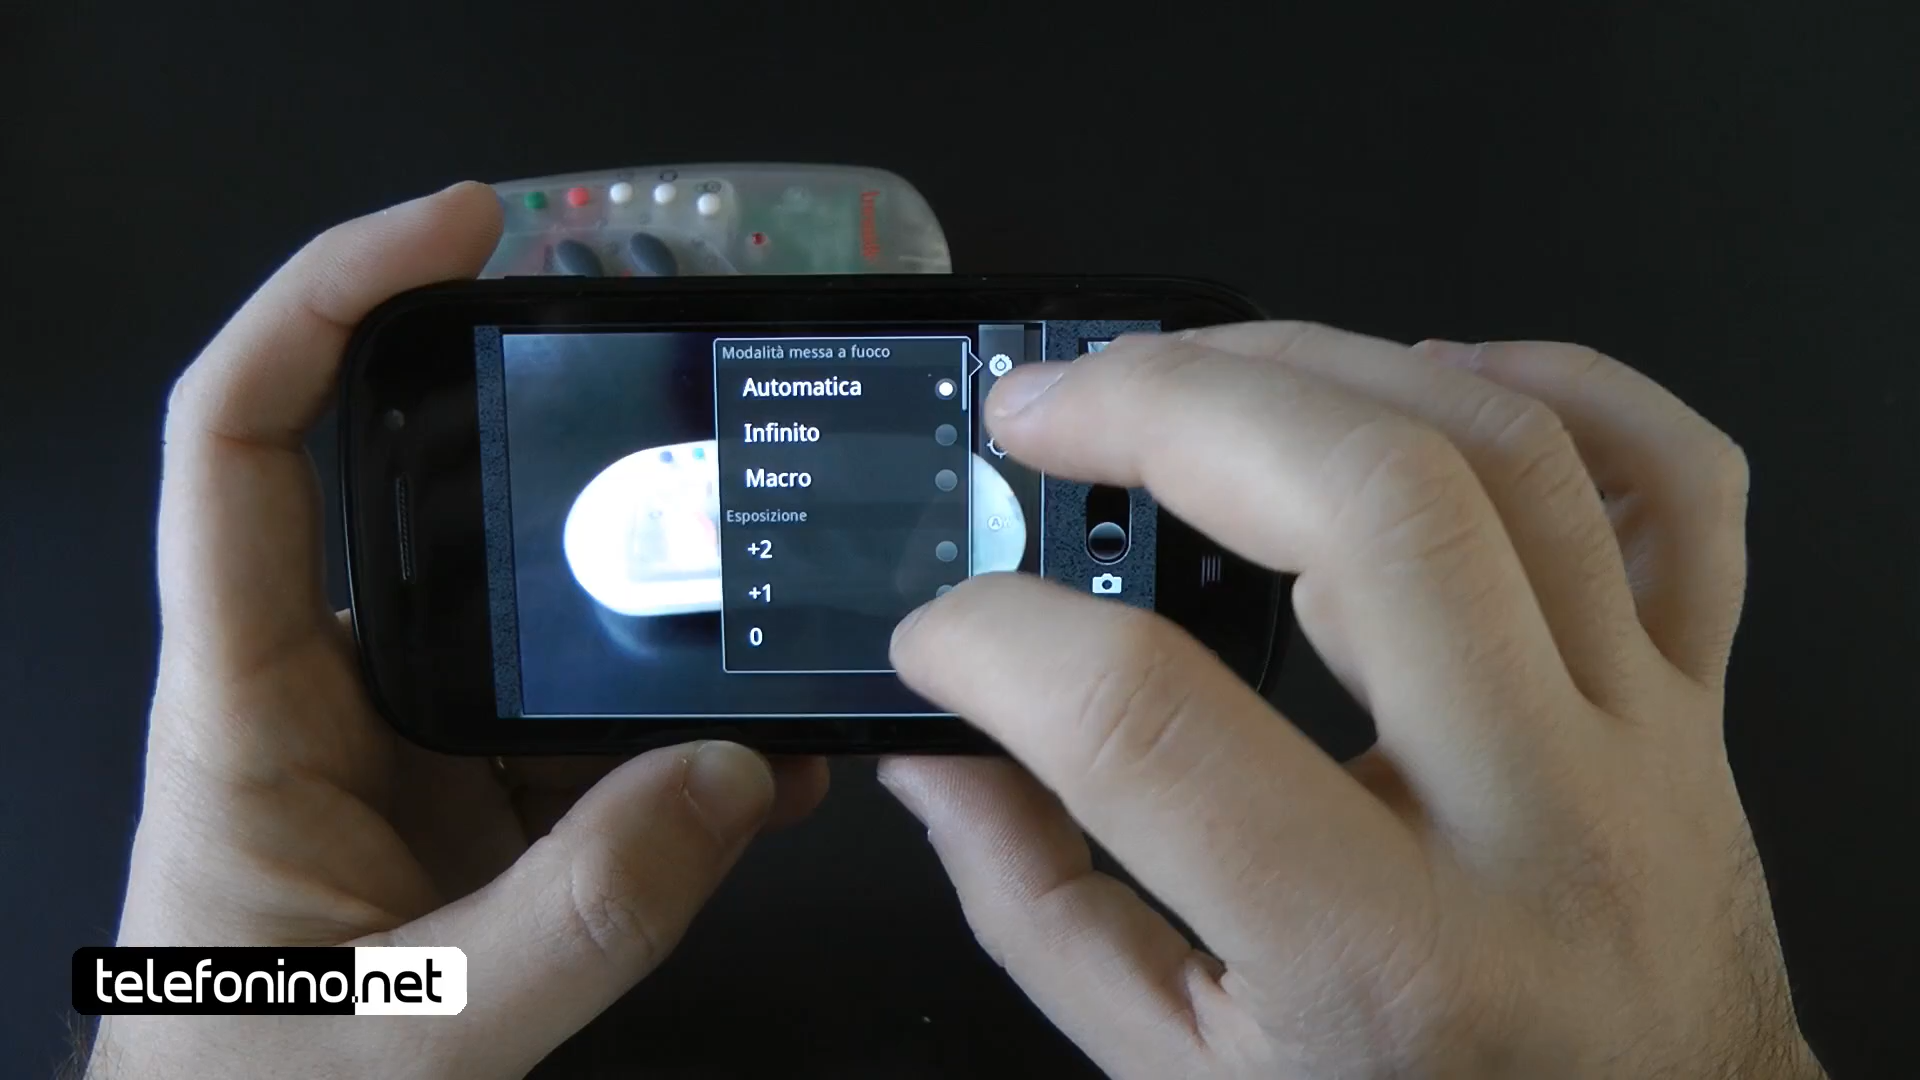 Modalità messa a fuoco
Automatica
Infinito
Macro
Esposizione
+2
+1
0
telefonino.net